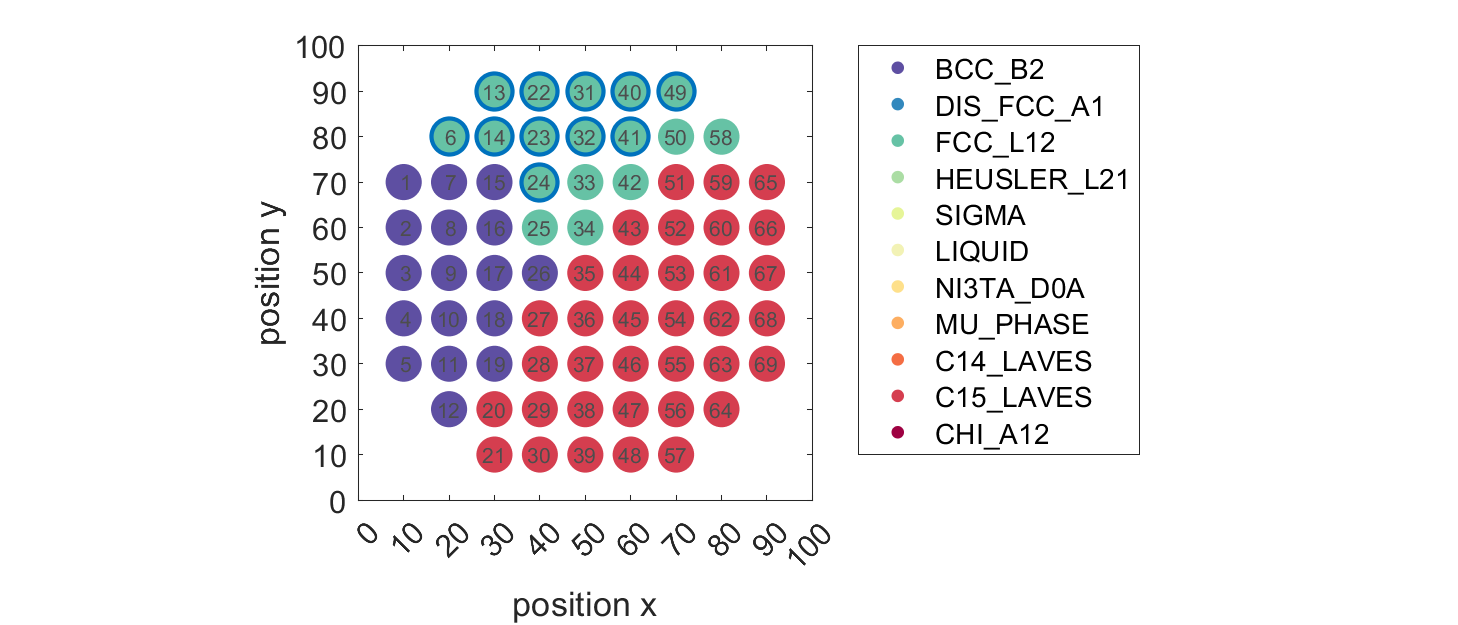 100
90
80
70
60
50
40
30
20
10
0
position y
13 22 31 40 49
6 14 23 32 41 50 58
1 7 15 24 33 42 51 59 65
2 8 16 25 34 43 52 60 66
3 9 17 26 35 44 53 61 67
4 10 18 27 36 45 54 62 68
5 11 19 28 37 46 55 63 69
12 20 29 38 47 56 64
21 30 39 48 57
0 10 20 30 40 50 60 70 80 90 100
position x
BCC_B2
DIS_FCC_A1
FCC_L12
HEUSLER_L21
SIGMA
LIQUID
NI3TA_D0A
MU_PHASE
C14_LAVES
C15_LAVES
CHI_A12